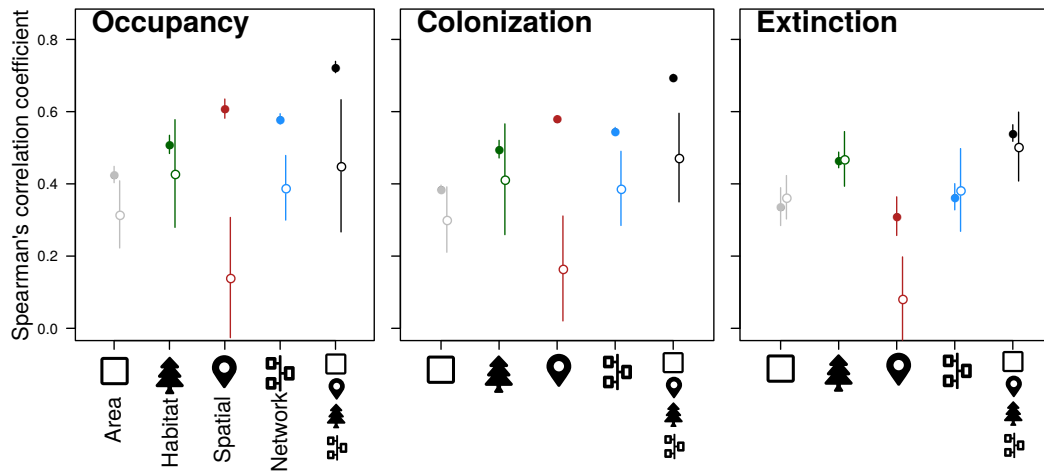 Occupancy
Colonization
Extinction
Spearman's correlation coefficient
0.8
0.6
0.4
0.2
0.0
Area
Habitat
Spatial
Network